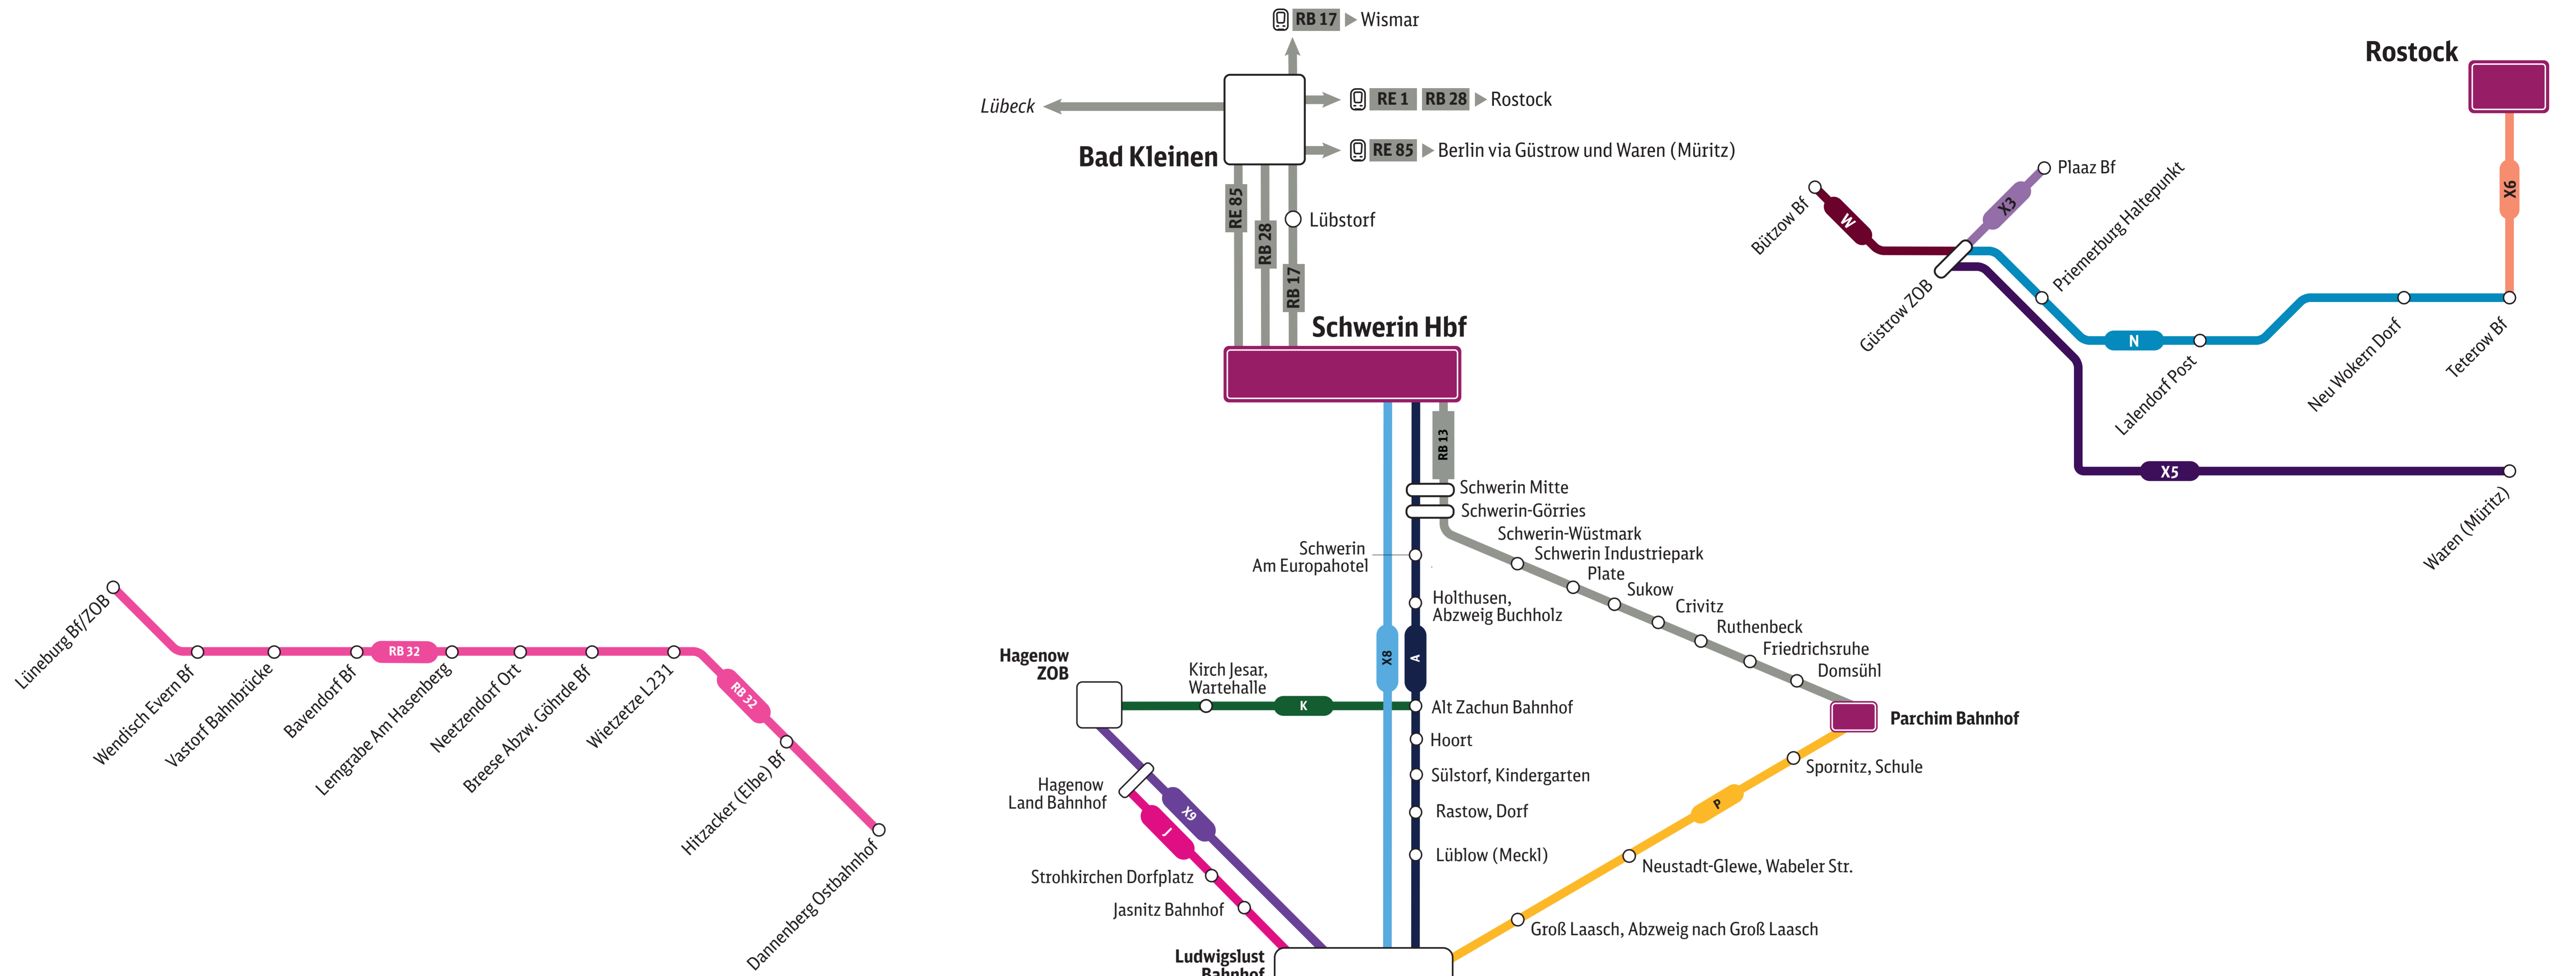 RB 17 Wismar
Rostock
Lübeck
RE 1 RB 28 Rostock
Bad Kleinen
RE 85 Berlin via Güstrow und Waren (Müritz)
RE 85
RB 28
RB 17
Lübstorf
Schwerin Hbf
Bützow Bf
W
X3
Plaaz Bf
Priemerburg Haltepunkt
Güstrow ZOB
N
Lalendorf Post
Neu Wokern Dorf
Teterow Bf
X6
X5
Waren (Müritz)
RB 13
Schwerin Mitte
Schwerin-Görries
Schwerin-Wüstmark
Schwerin Industriepark
Plate
Sukow
Crivitz
Ruthenbeck
Friedrichsruhe
Domsühl
Parchim Bahnhof
Schwerin
Am Europahotel
Holthusen,
Abzweig Buchholz
X8
A
Hagenow
ZOB
Kirch Jesar,
Wartehalle
K
Alt Zachun Bahnhof
Hoort
Sülstorf, Kindergarten
Rastow, Dorf
Lüblow (Meckl)
Hagenow
Land Bahnhof
X9
J
Strohkirchen Dorfplatz
Jasnitz Bahnhof
Ludwigslust
Bahnhof
Spornitz, Schule
P
Neustadt-Glewe, Wabeler Str.
Groß Laasch, Abzweig nach Groß Laasch
Lüneburg Bf/ZOB
Wendisch Evern Bf
Vastorf Bahnbrücke
Bavendorf Bf
RB 32
Lemgrabe Am Hasenberg
Neetzendorf Ort
Breese Abzw. Göhrde Bf
Wietzetze L231
RB 32
Hitzacker (Elbe) Bf
Dannenberg Ostbahnhof